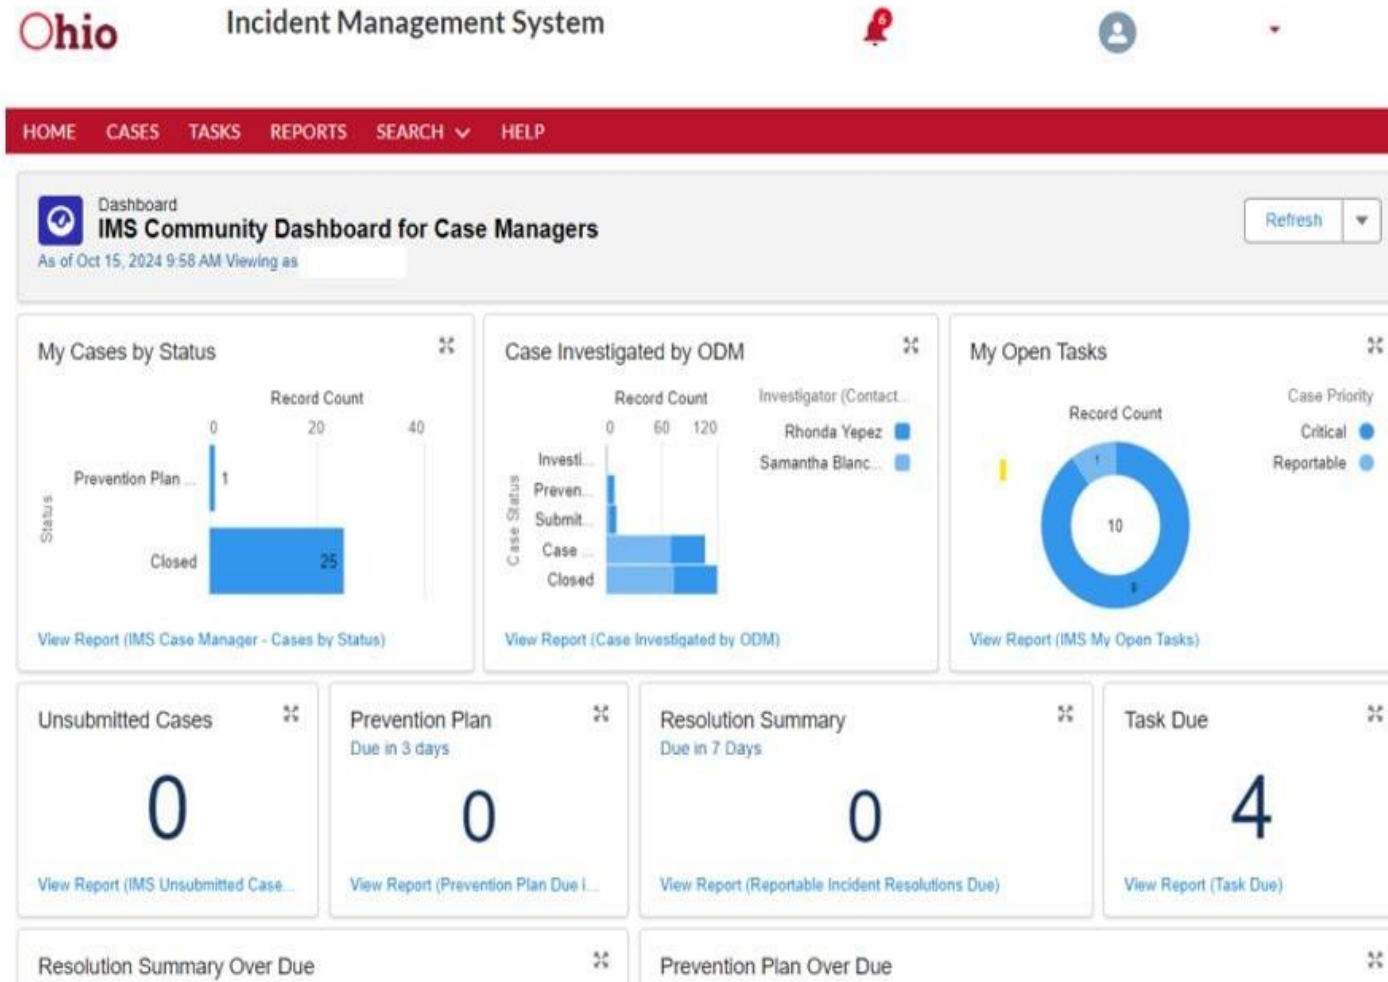 Ohio
Incident Management System
6
HOME CASES TASKS REPORTS SEARCH HELP
Dashboard
IMS Community Dashboard for Case Managers
As of Oct 15, 2024 9:58 AM Viewing as
Refresh
My Cases by Status
Record Count
0 20 40
Status
Prevention Plan ...
1
Closed
25
View Report (IMS Case Manager - Cases by Status)
Case Investigated by ODM
Record Count
0 60 120
Case Status
Investi...
Preven...
Submit...
Case ...
Closed
Investigator (Contact...
Rhonda Yepez
Samantha Blanc...
View Report (Case Investigated by ODM)
My Open Tasks
Record Count
1
10
9
Case Priority
Critical
Reportable
View Report (IMS My Open Tasks)
Unsubmitted Cases
0
View Report (IMS Unsubmitted Case...
Prevention Plan
Due in 3 days
0
View Report (Prevention Plan Due i...
Resolution Summary
Due in 7 Days
0
View Report (Reportable Incident Resolutions Due)
Task Due
4
View Report (Task Due)
Resolution Summary Over Due
Prevention Plan Over Due